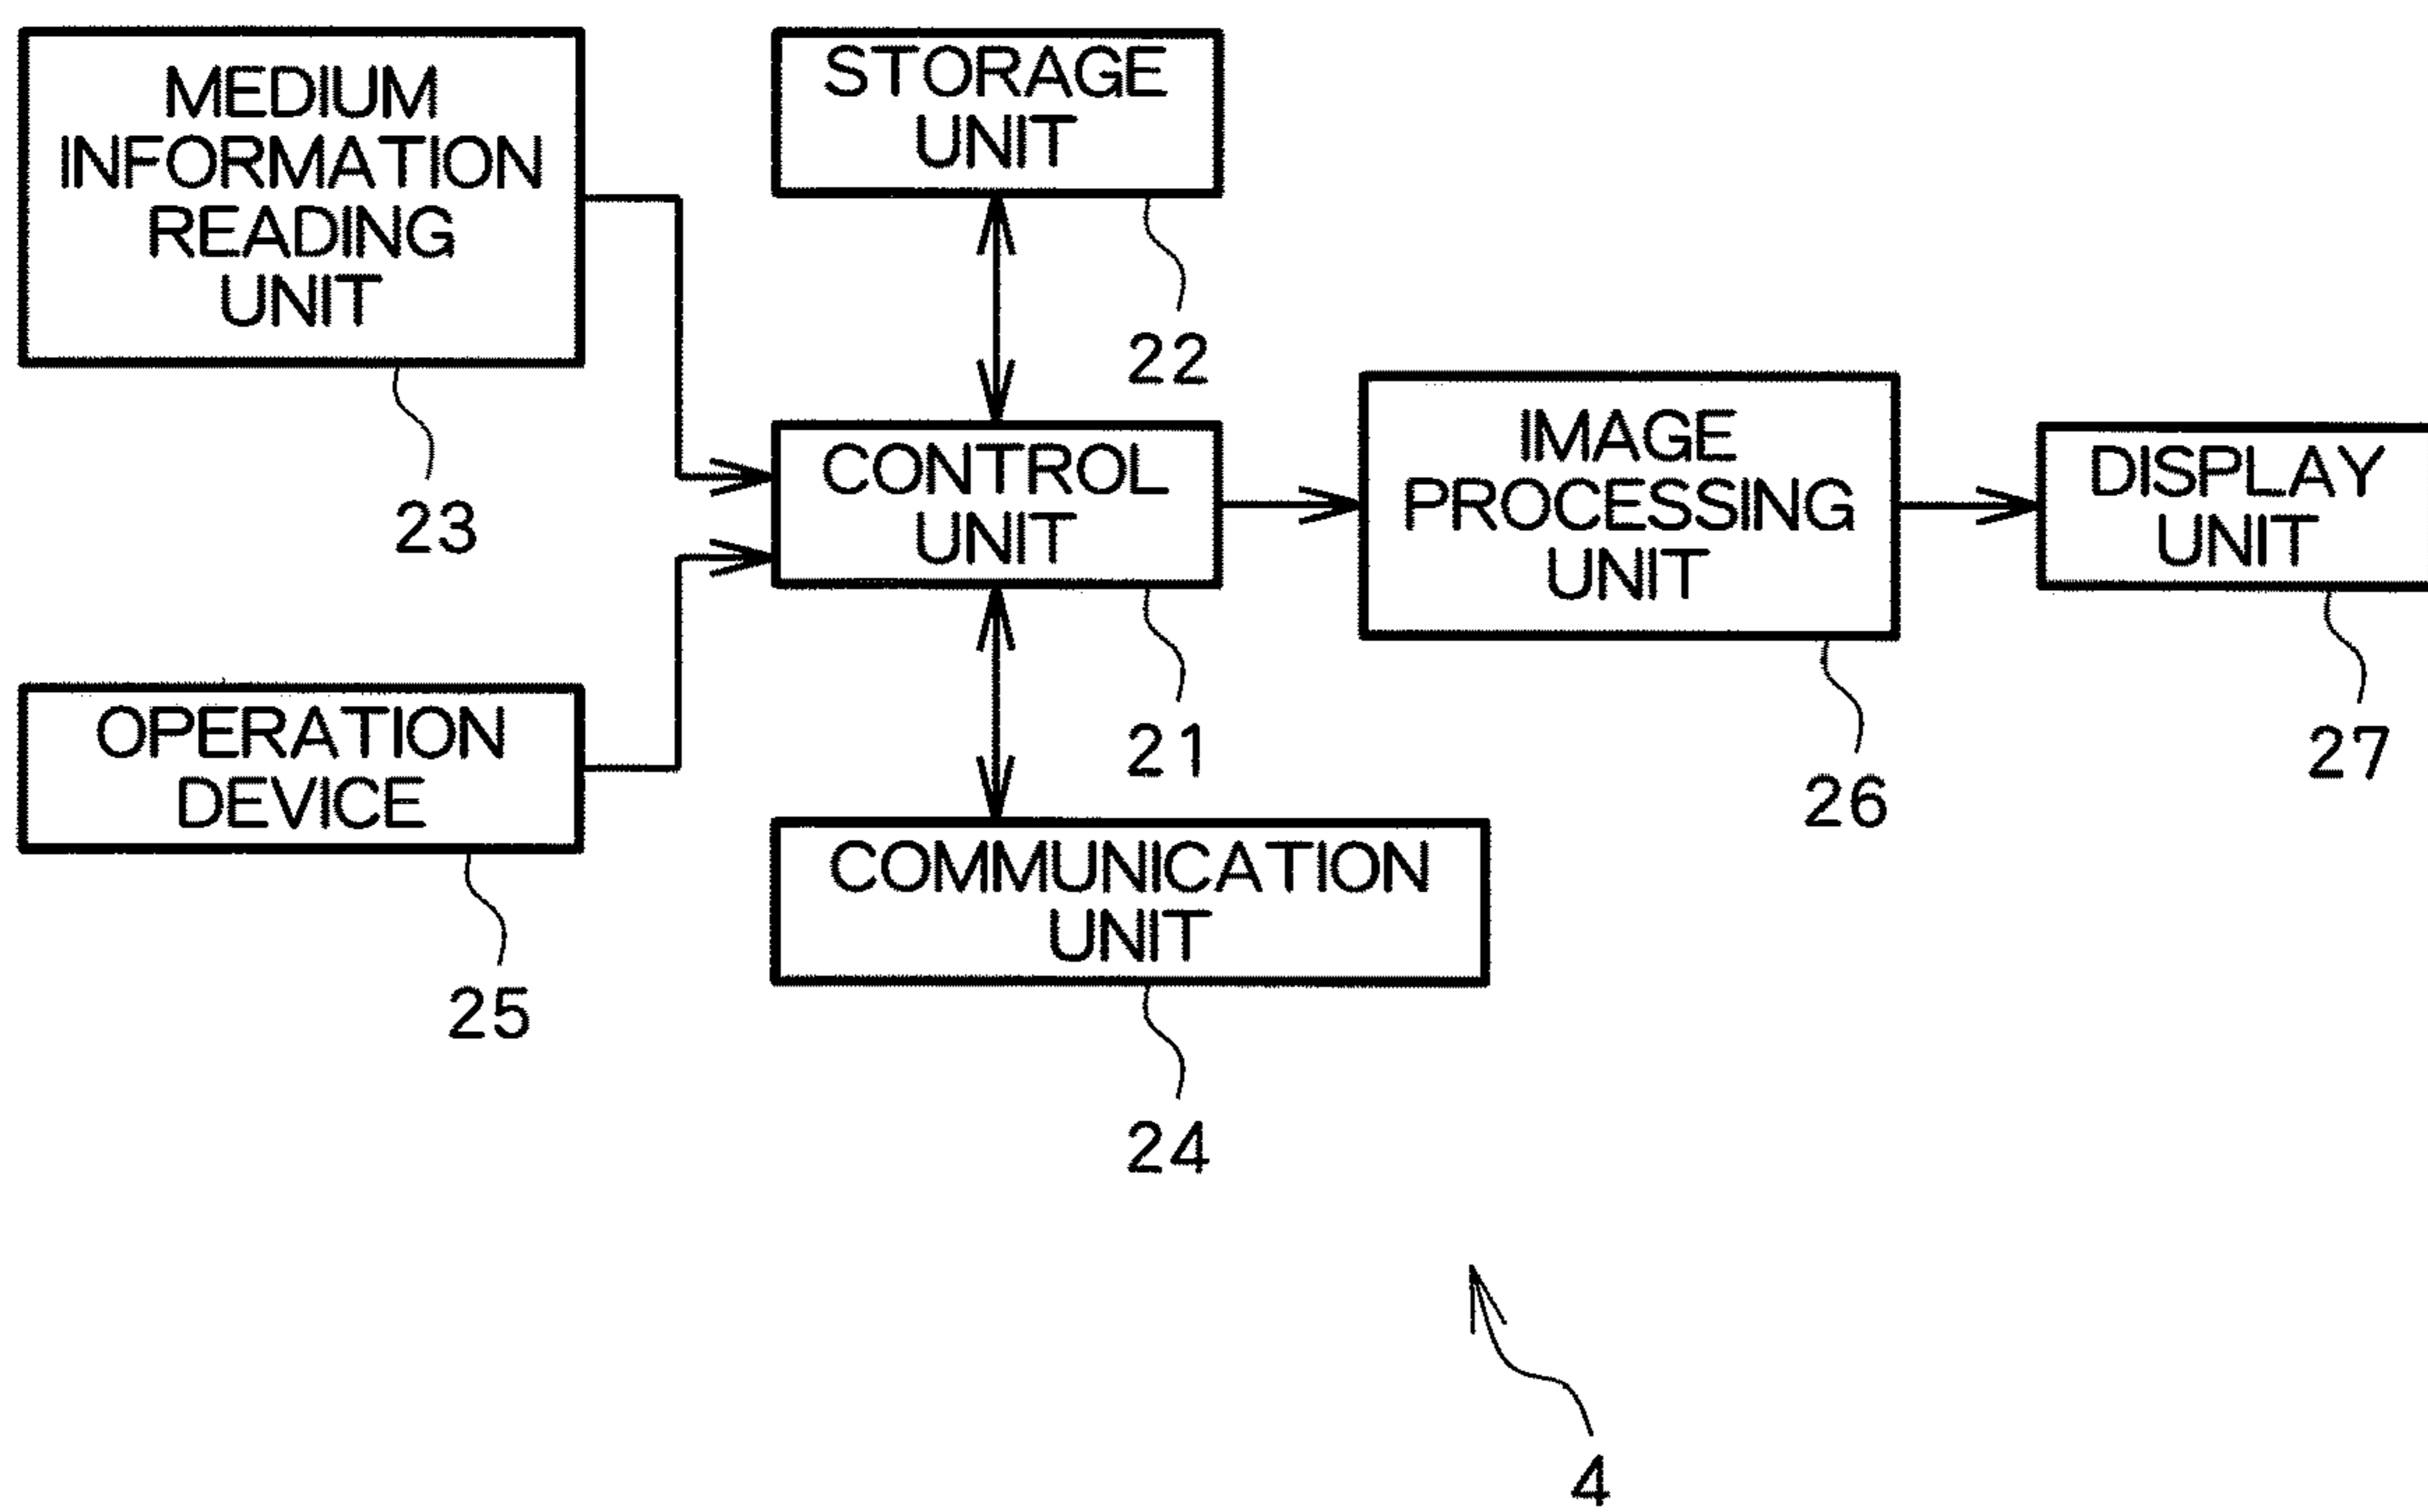 MEDIUM
INFORMATION
READING
UNIT
23
STORAGE
UNIT
22
CONTROL
UNIT
21
IMAGE
PROCESSING
UNIT
26
DISPLAY
UNIT
27
OPERATION
DEVICE
25
COMMUNICATION
UNIT
24
4